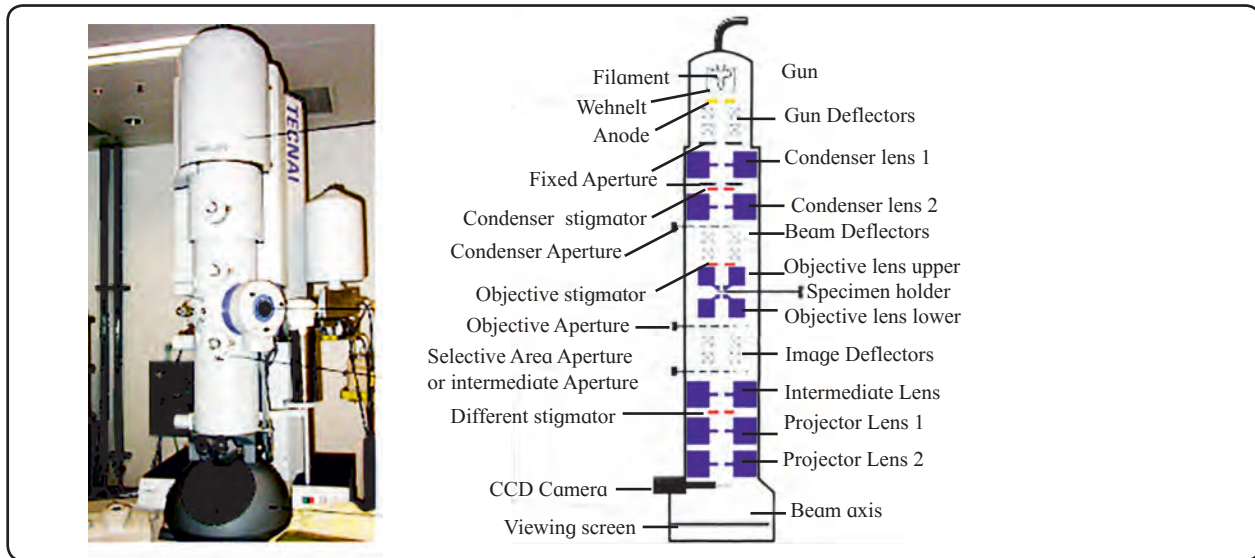 TECNAI
Filament
Gun
Wehnelt
Anode
Gun Deflectors
Fixed Aperture
Condenser lens 1
Condenser stigmator
Condenser lens 2
Condenser Aperture
Beam Deflectors
Objective stigmator
Objective lens upper
Specimen holder
Objective Aperture
Objective lens lower
Selective Area Aperture
or intermediate Aperture
Image Deflectors
Different stigmator
Intermediate Lens
Projector Lens 1
Projector Lens 2
CCD Camera
Beam axis
Viewing screen